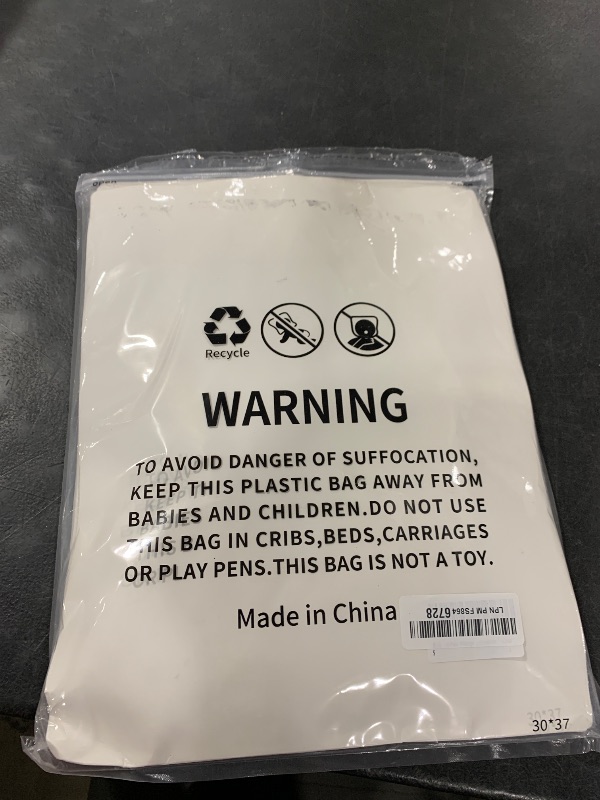 Recycle
WARNING
TO AVOID DANGER OF SUFFOCATION,
KEEP THIS PLASTIC BAG AWAY FROM
BABIES AND CHILDREN.DO NOT USE
THIS BAG IN CRIBS,BEDS,CARRIAGES
OR PLAY PENS.THIS BAG IS NOT A TOY.
Made in China
LPN PM FS864 6728
30*37